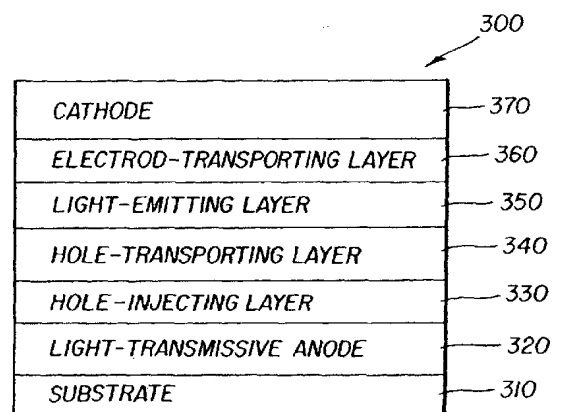 300
CATHODE 370
ELECTROD-TRANSPORTING LAYER 360
LIGHT-EMITTING LAYER 350
HOLE-TRANSPORTING LAYER 340
HOLE-INJECTING LAYER 330
LIGHT-TRANSMISSIVE ANODE 320
SUBSTRATE 310